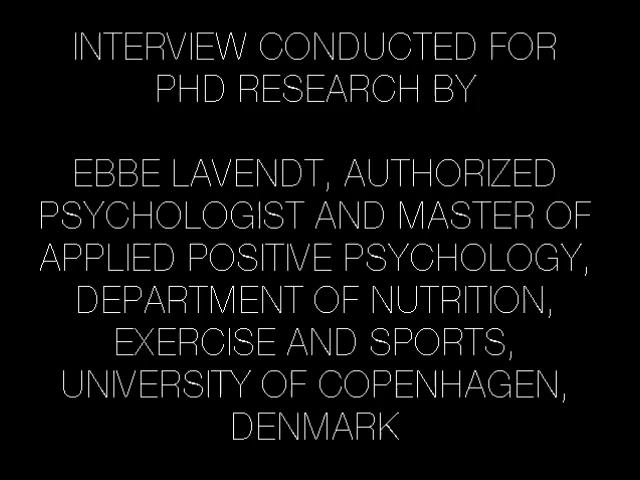 INTERVIEW CONDUCTED FOR
PHD RESEARCH BY
EBBE LAVENDT, AUTHORIZED
PSYCHOLOGIST AND MASTER OF
APPLIED POSITIVE PSYCHOLOGY,
DEPARTMENT OF NUTRITION,
EXERCISE AND SPORTS,
UNIVERSITY OF COPENHAGEN,
DENMARK